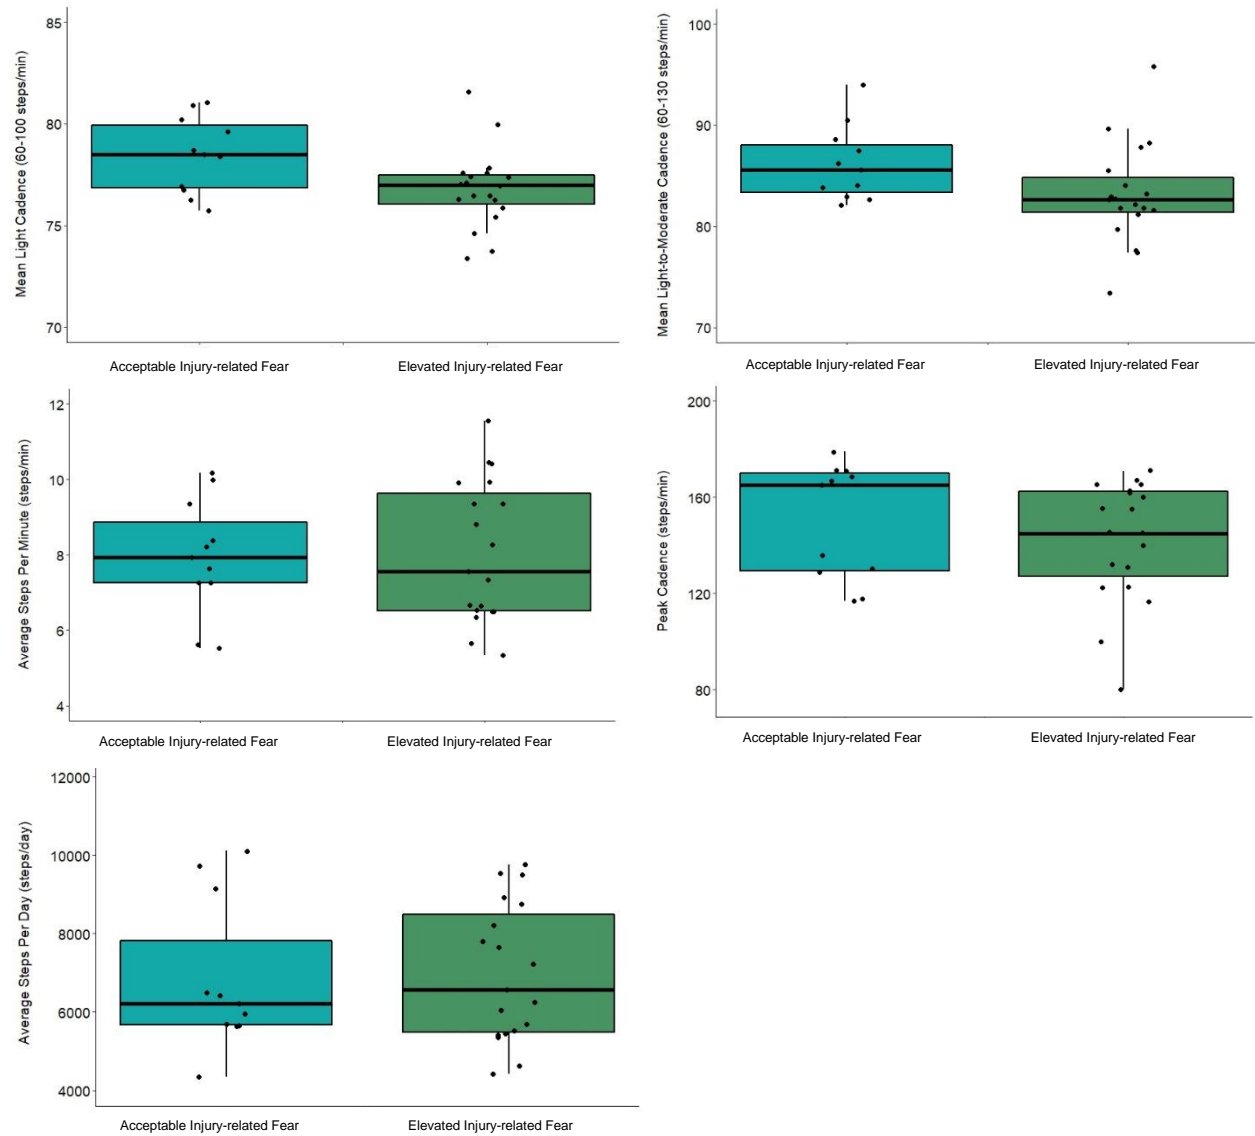 Mean Light Cadence (60-100 steps/min)
85
80
75
70
Acceptable Injury-related Fear
Elevated Injury-related Fear
Mean Light-to-Moderate Cadence (60-130 steps/min)
100
90
80
70
Acceptable Injury-related Fear
Elevated Injury-related Fear
Average Steps Per Minute (steps/min)
12
10
8
6
4
Acceptable Injury-related Fear
Elevated Injury-related Fear
Peak Cadence (steps/min)
200
160
120
80
Acceptable Injury-related Fear
Elevated Injury-related Fear
Average Steps Per Day (steps/day)
12000
10000
8000
6000
4000
Acceptable Injury-related Fear
Elevated Injury-related Fear